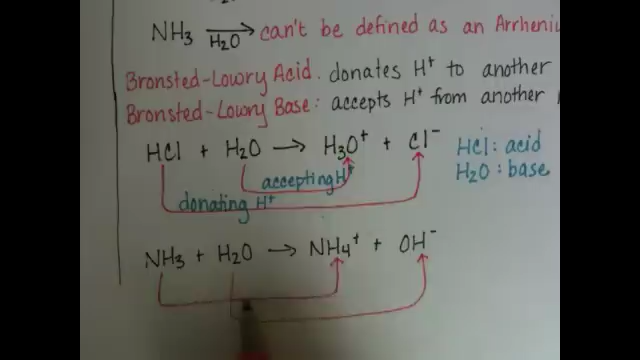 NH3 H2O can't be defined as an
Bronsted-Lowry Acid. donates H+ to another
Bronsted-Lowry Base: accepts H+ from another
HCl + H2O → H3O+ + Cl-
HCl: acid
H2O: base
accepting H+
donating H+
NH3 + H2O → NH4+ + OH-